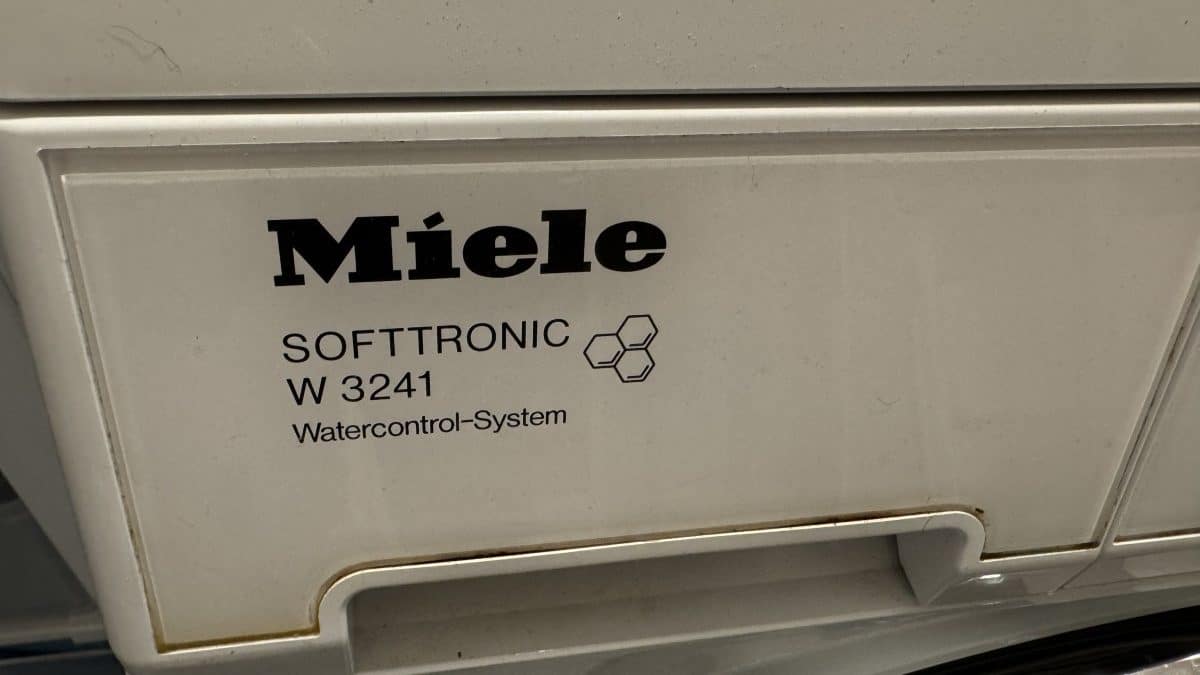 Miele
SOFTTRONIC
W 3241
Watercontrol-System